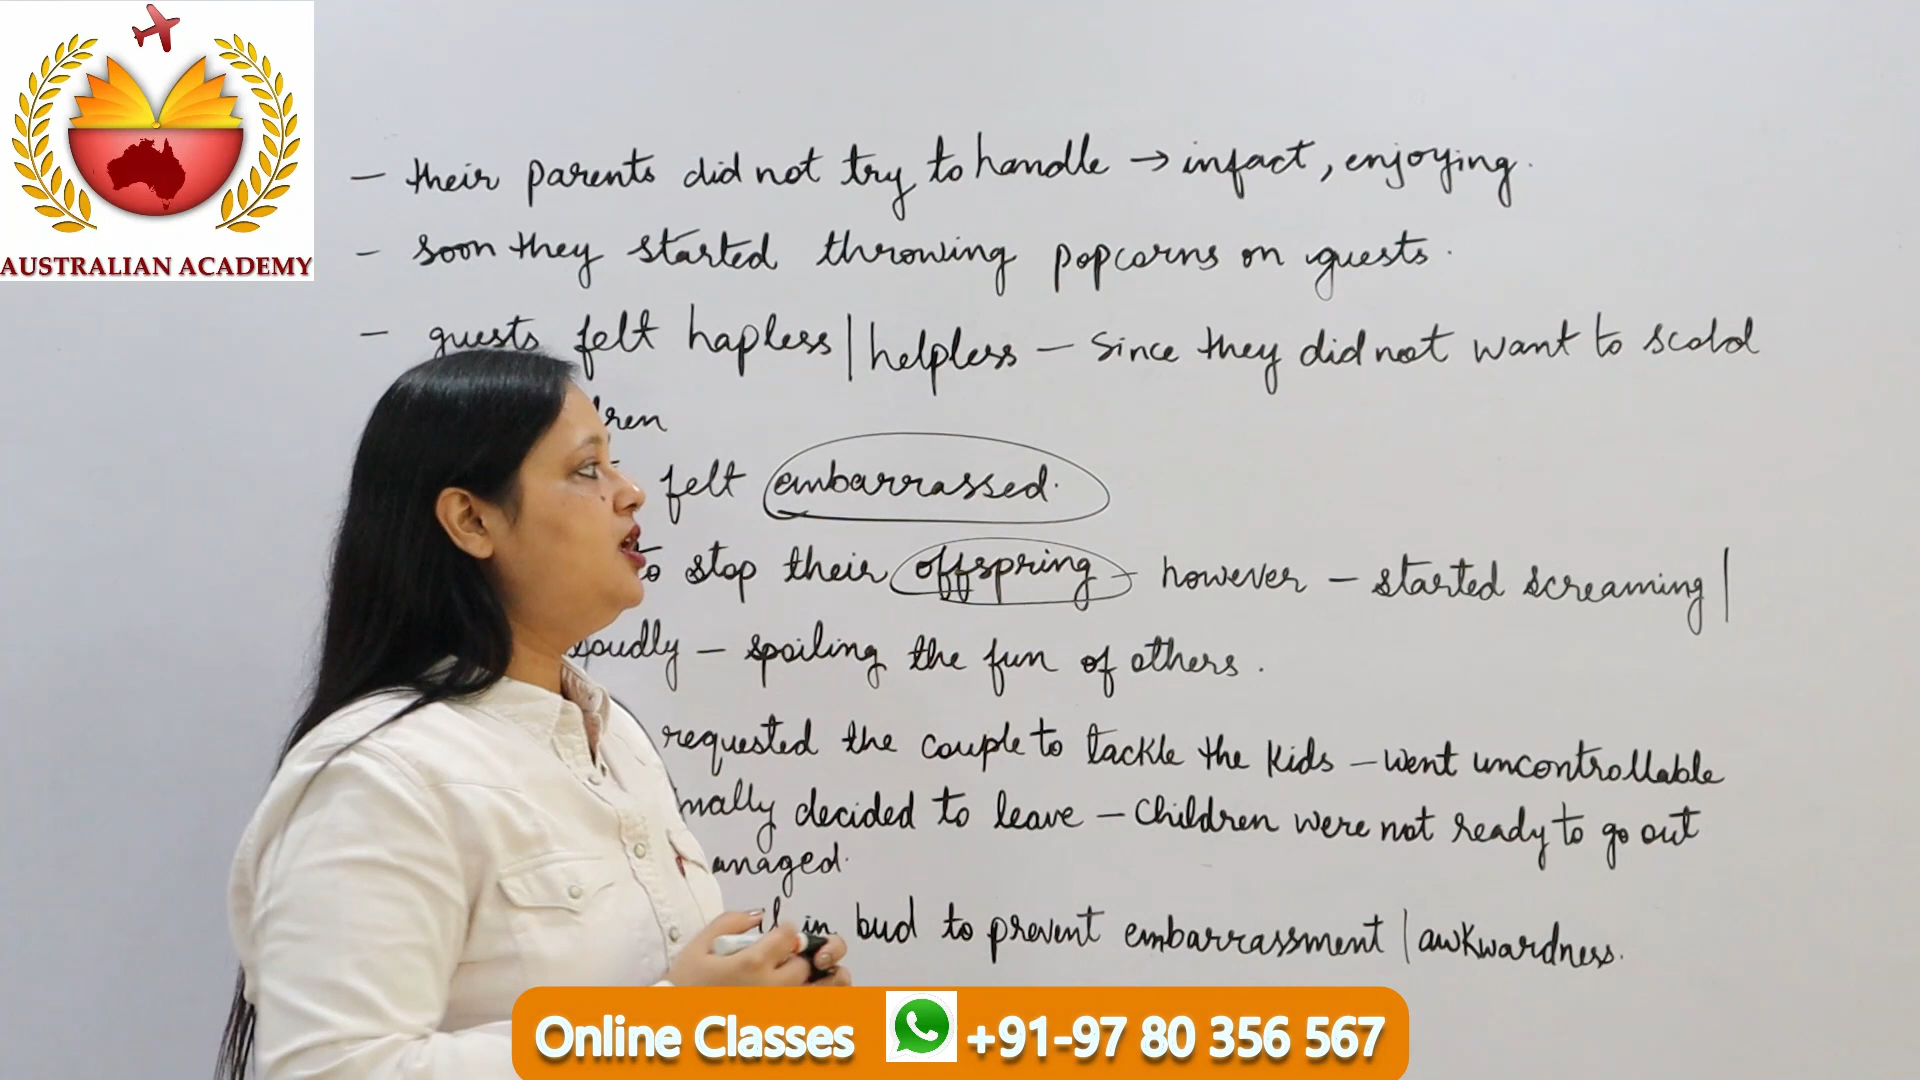 AUSTRALIAN ACADEMY
- their parents did not try to handle → infact, enjoying.
- soon they started throwing popcorns on guests.
- guests felt hapless | helpless - since they did not want to scold
felt embarrassed.
stop their offspring - however - started screaming |
loudly - spoiling the fun of others.
requested the couple to tackle the kids - went uncontrollable
decided to leave - children were not ready to go out
in bud to prevent embarrassment | awkwardness.
Online Classes +91-97 80 356 567